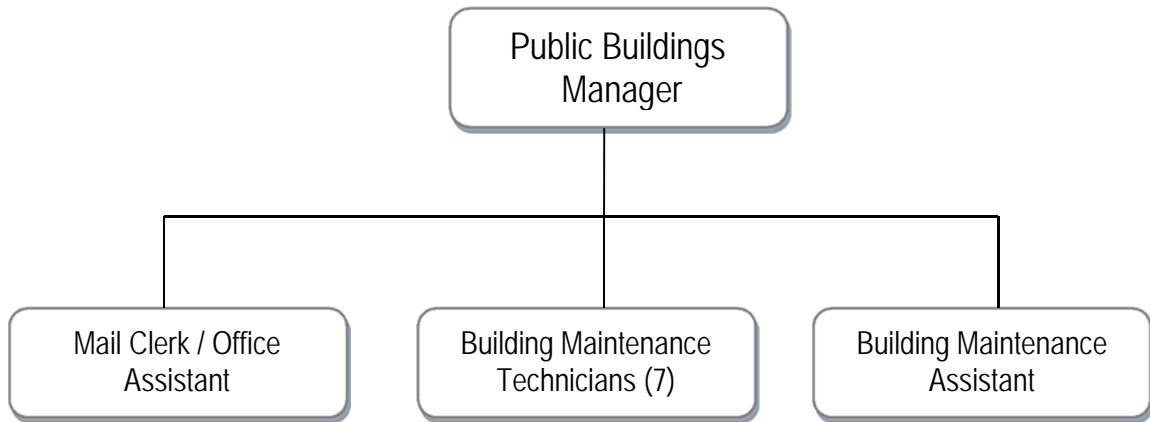 Public Buildings
Manager
Mail Clerk / Office
Assistant
Building Maintenance
Technicians (7)
Building Maintenance
Assistant